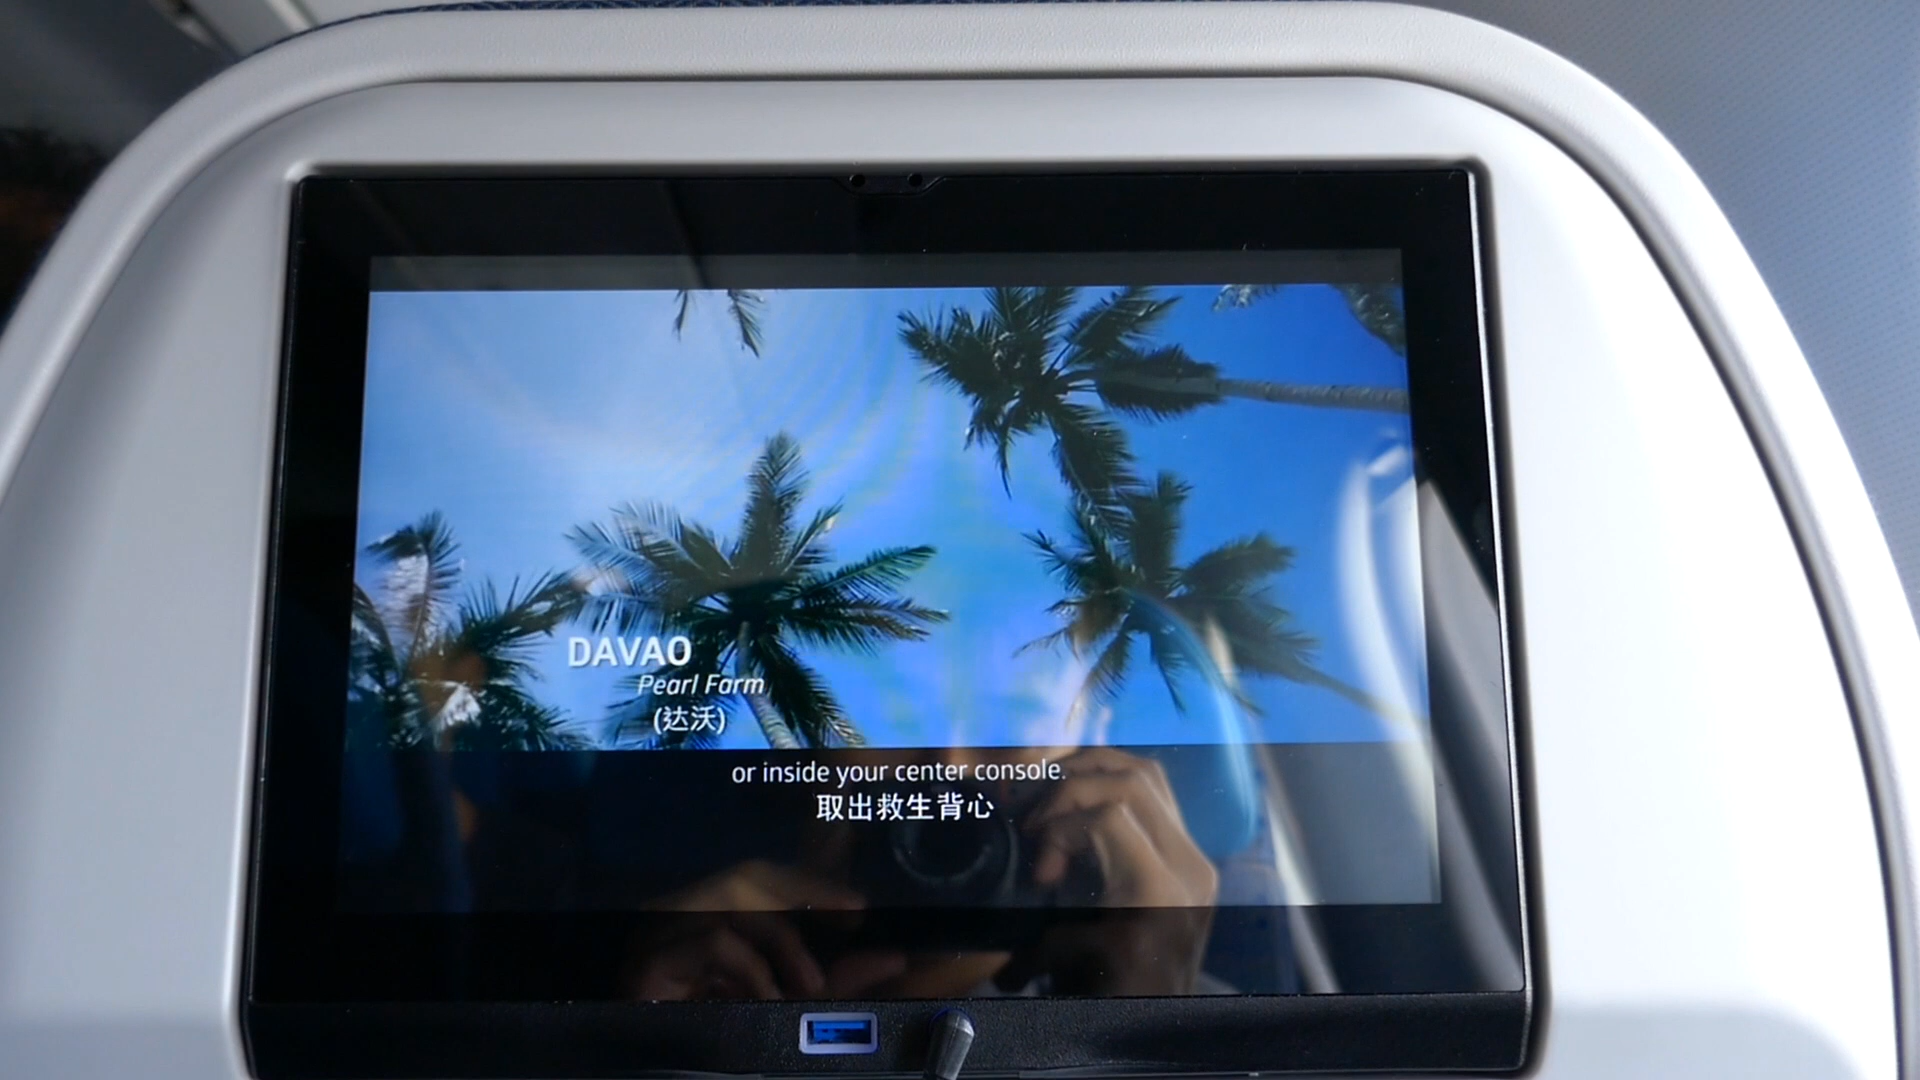 DAVAO
Pearl Farm
(达沃)
or inside your center console.
取出救生背心